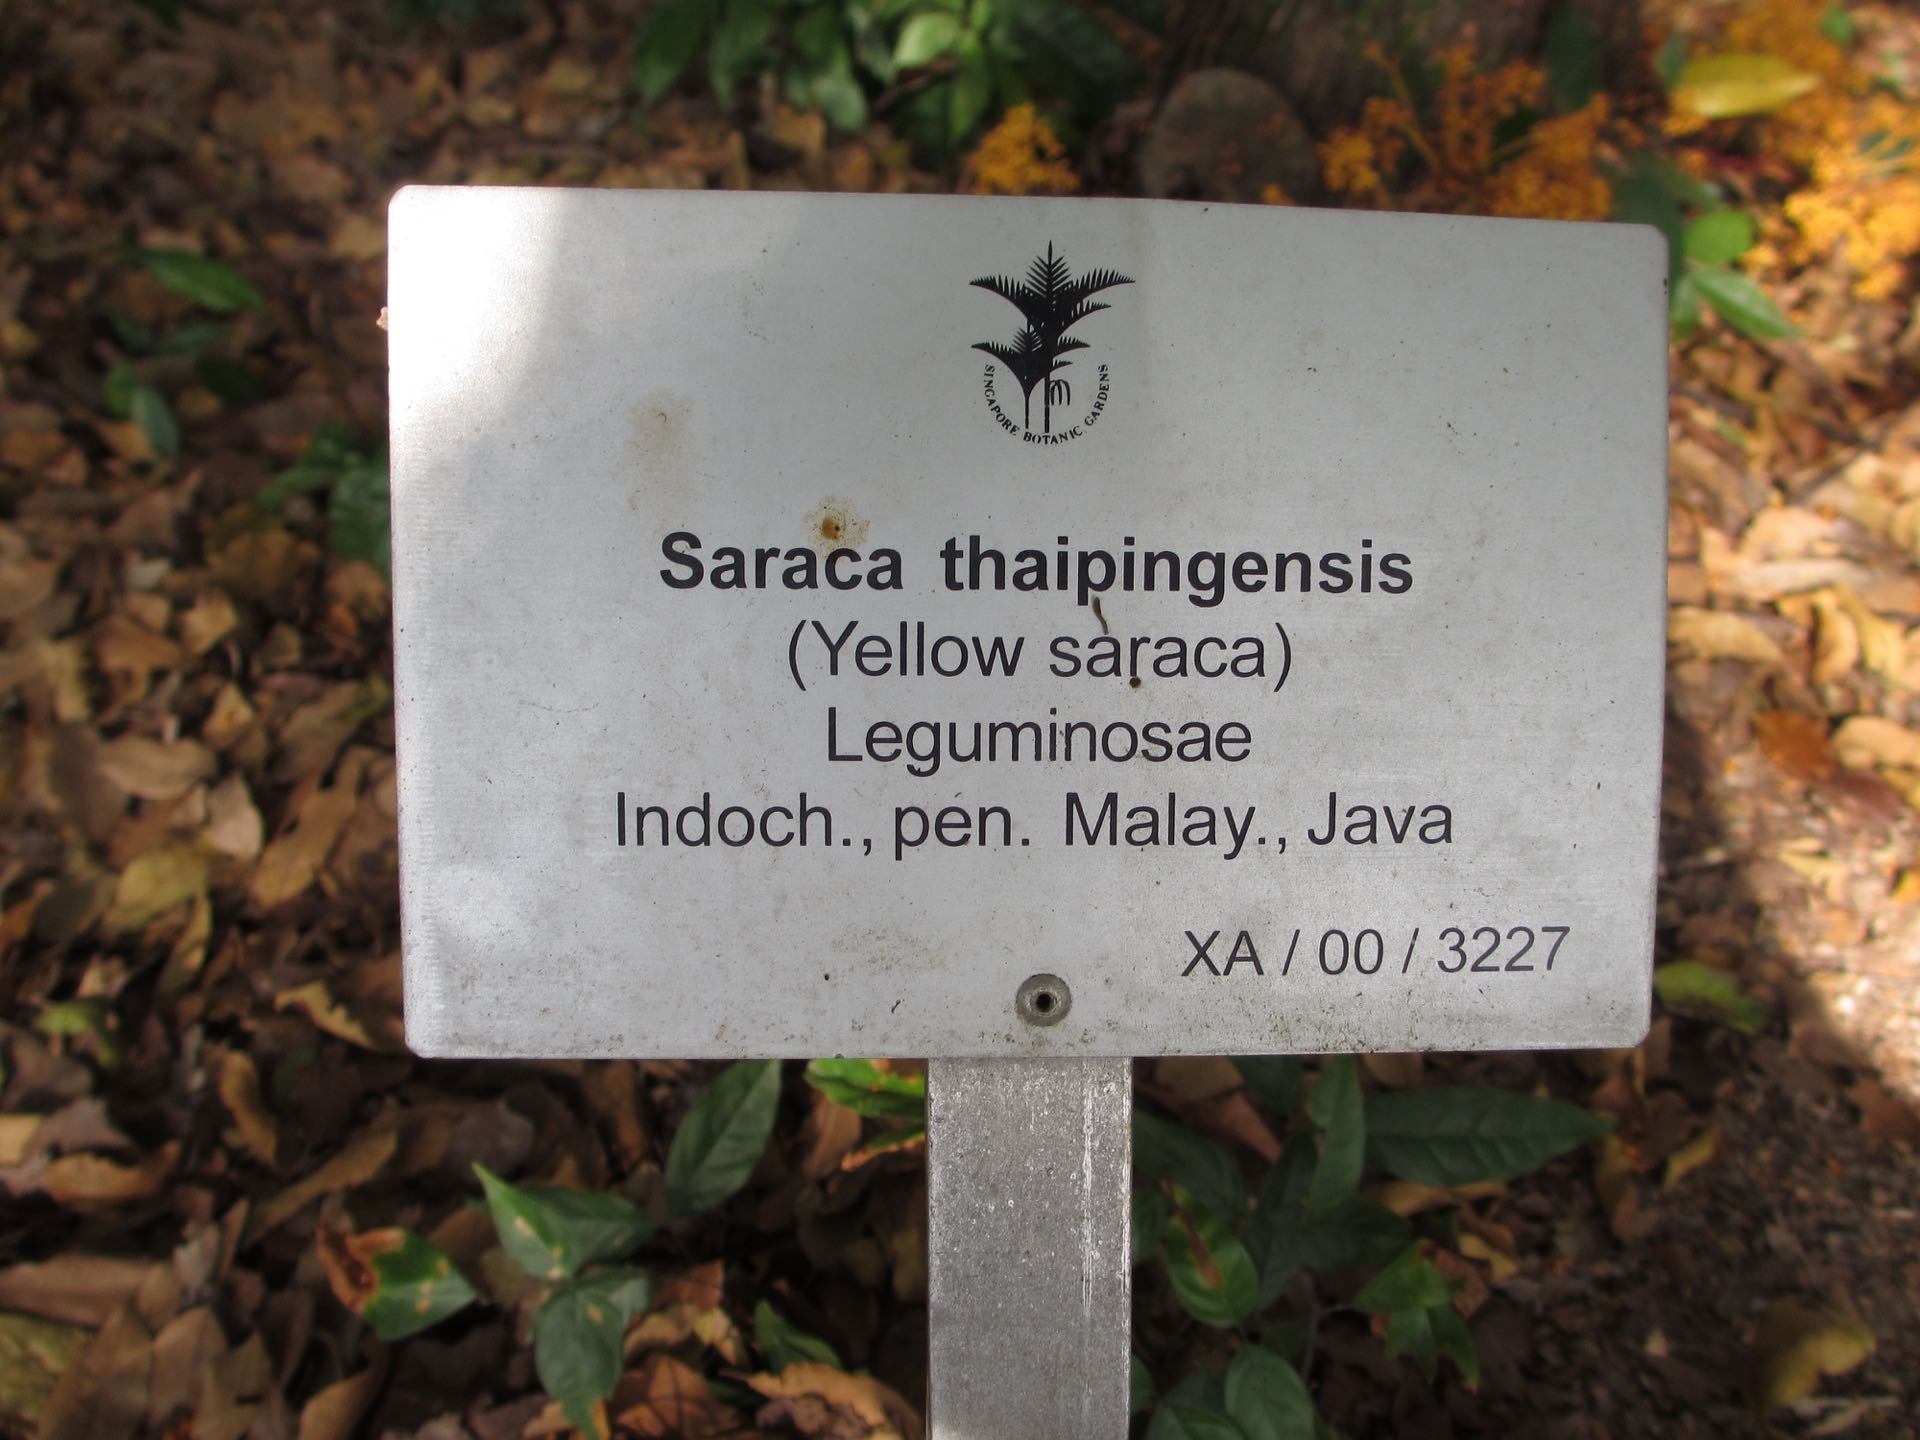 SINGAPORE BOTANIC GARDENS
Saraca thaipingensis
(Yellow saraca)
Leguminosae
Indoch., pen. Malay., Java
XA / 00 / 3227